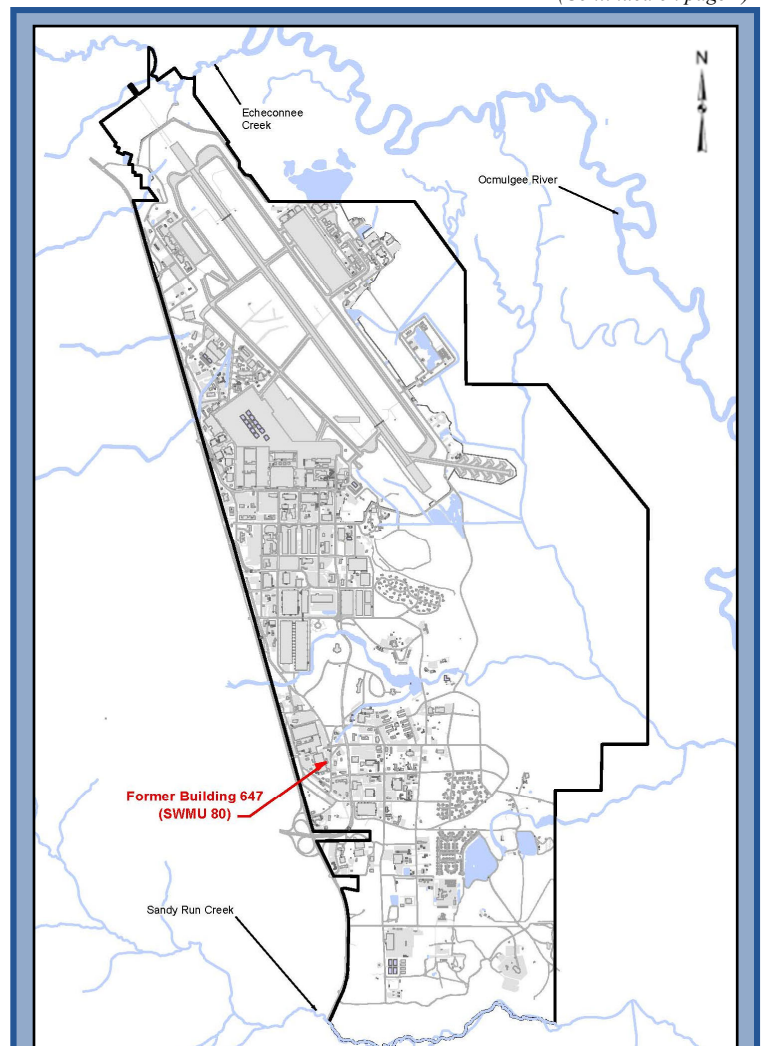 N
Echeconnee
Creek
Ocmulgee River
Former Building 647
(SWMU 80)
Sandy Run Creek